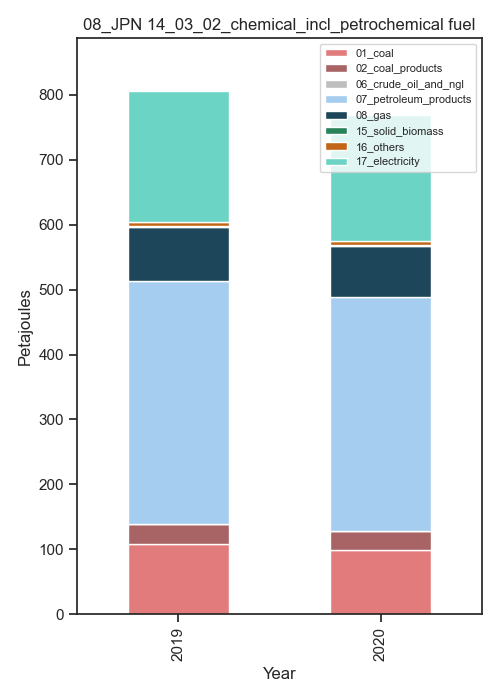 08_JPN 14_03_02_chemical_incl_petrochemical fuel
01_coal
02_coal_products
06_crude_oil_and_ngl
07_petroleum_products
08_gas
15_solid_biomass
16_others
17_electricity
800
700
600
500
400
300
200
100
0
Petajoules
2019
2020
Year